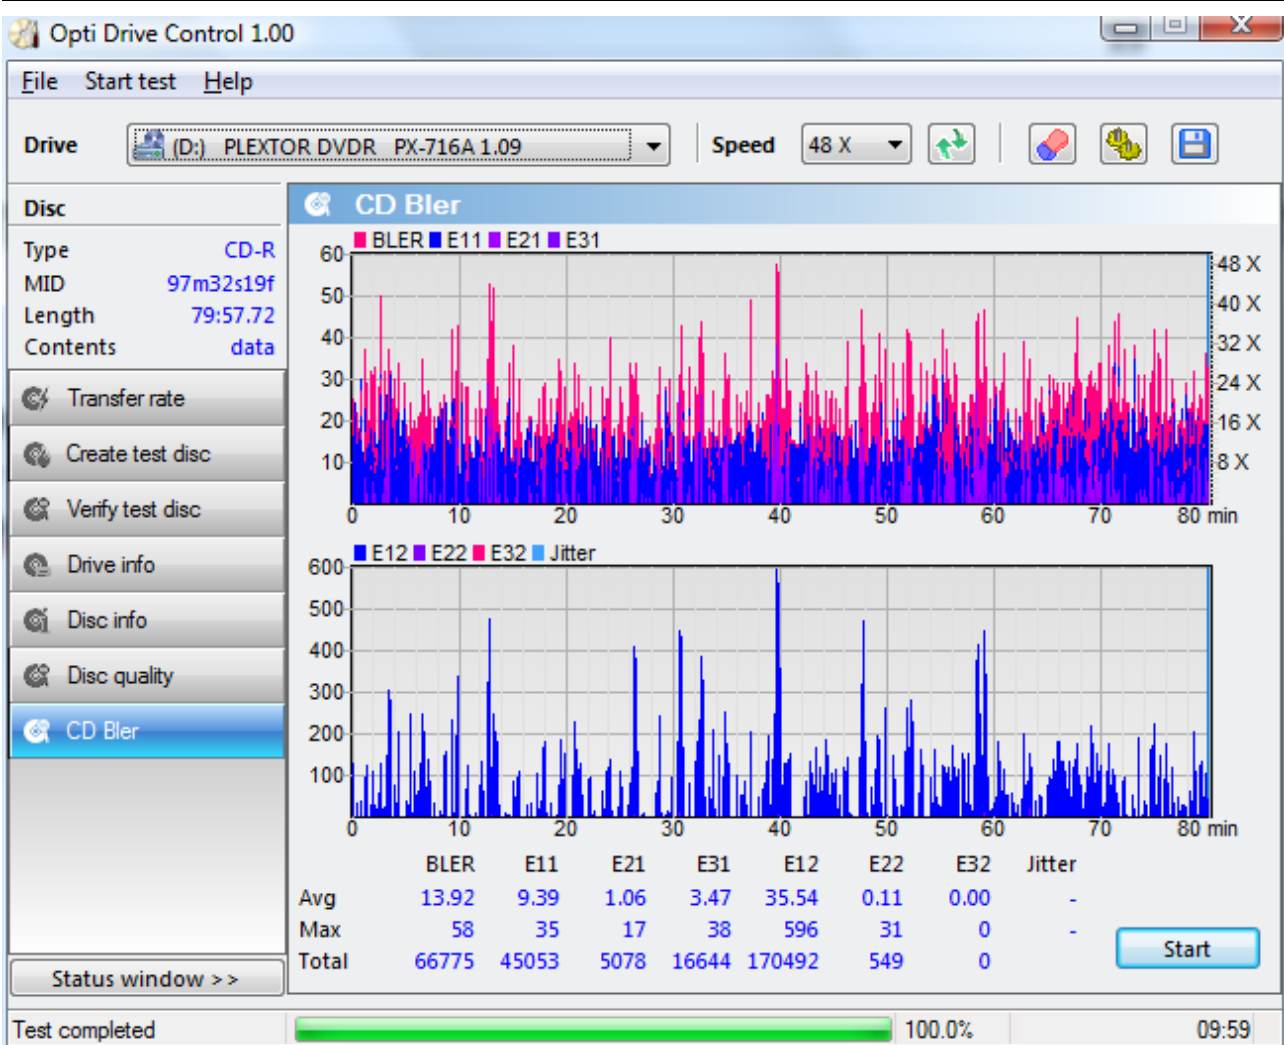 Opti Drive Control 1.00
File Start test Help
Drive (D:) PLEXTOR DVDR PX-716A 1.09 Speed 48 X
Disc
Type CD-R
MID 97m32s19f
Length 79:57.72
Contents data
Transfer rate
Create test disc
Verify test disc
Drive info
Disc info
Disc quality
CD Bler
Status window >>
CD Bler
BLER E11 E21 E31
60
50
40
30
20
10
48 X
40 X
32 X
24 X
16 X
8 X
0 10 20 30 40 50 60 70 80 min
E12 E22 E32 Jitter
600
500
400
300
200
100
0 10 20 30 40 50 60 70 80 min
BLER E11 E21 E31 E12 E22 E32 Jitter
Avg 13.92 9.39 1.06 3.47 35.54 0.11 0.00 -
Max 58 35 17 38 596 31 0 -
Total 66775 45053 5078 16644 170492 549 0
Start
Test completed 100.0% 09:59